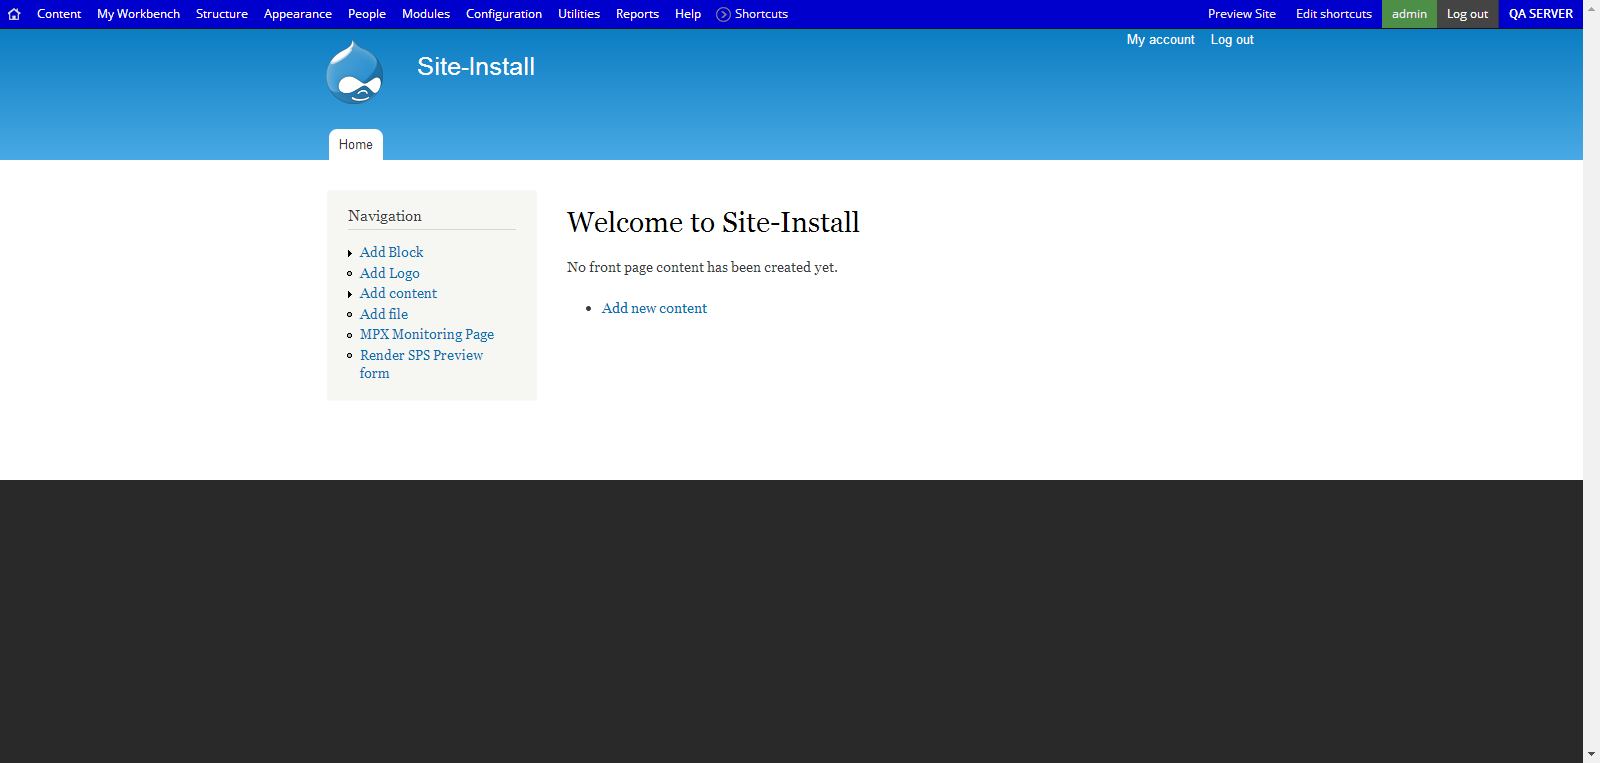 Content My Workbench Structure Appearance People Modules Configuration Utilities Reports Help Shortcuts Preview Site Edit shortcuts admin Log out QA SERVER
My account Log out
Site-Install
Home
Navigation
Add Block
Add Logo
Add content
Add file
MPX Monitoring Page
Render SPS Preview
form
Welcome to Site-Install
No front page content has been created yet.
Add new content